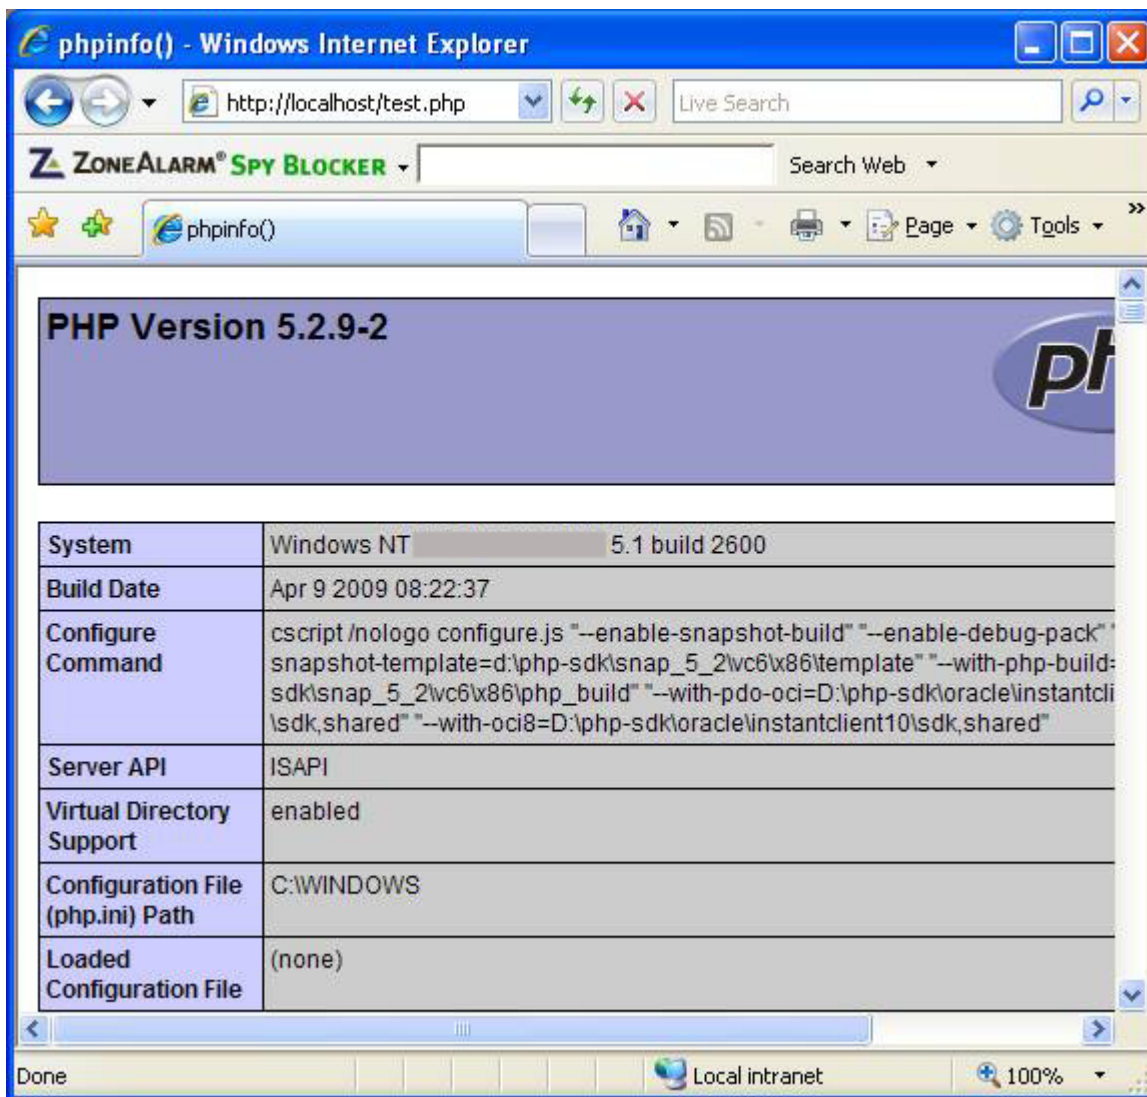 phpinfo() - Windows Internet Explorer
http://localhost/test.php
Live Search
ZONEALARM® SPY BLOCKER
Search Web
phpinfo()
Page
Tools
»
PHP Version 5.2.9-2
ph
System
Windows NT 5.1 build 2600
Build Date
Apr 9 2009 08:22:37
Configure
Command
cscript /nologo configure.js "--enable-snapshot-build" "--enable-debug-pack" "
snapshot-template=d:\php-sdk\snap_5_2\vc6\x86\template" "--with-php-build=
sdk\snap_5_2\vc6\x86\php_build" "--with-pdo-oci=D:\php-sdk\oracle\instantcli
\sdk,shared" "--with-oci8=D:\php-sdk\oracle\instantclient10\sdk,shared"
Server API
ISAPI
Virtual Directory
Support
enabled
Configuration File
(php.ini) Path
C:\WINDOWS
Loaded
Configuration File
(none)
Done
Local intranet
100%